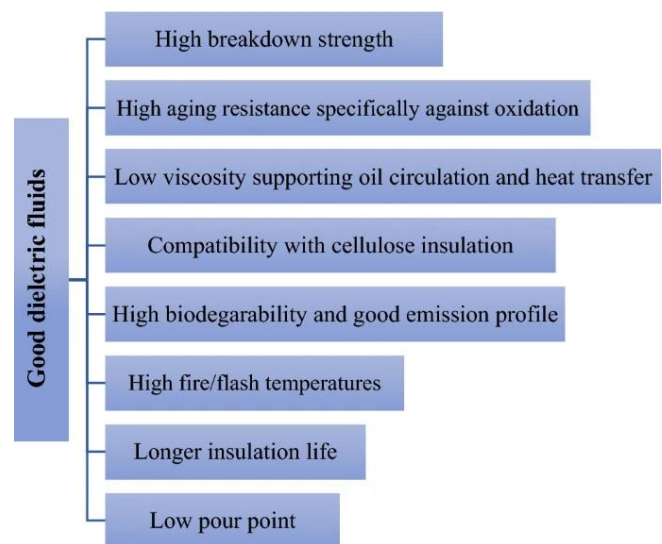 High breakdown strength
High aging resistance specifically against oxidation
Low viscosity supporting oil circulation and heat transfer
Compatibility with cellulose insulation
Good dielctric fluids
High biodegarability and good emission profile
High fire/flash temperatures
Longer insulation life
Low pour point